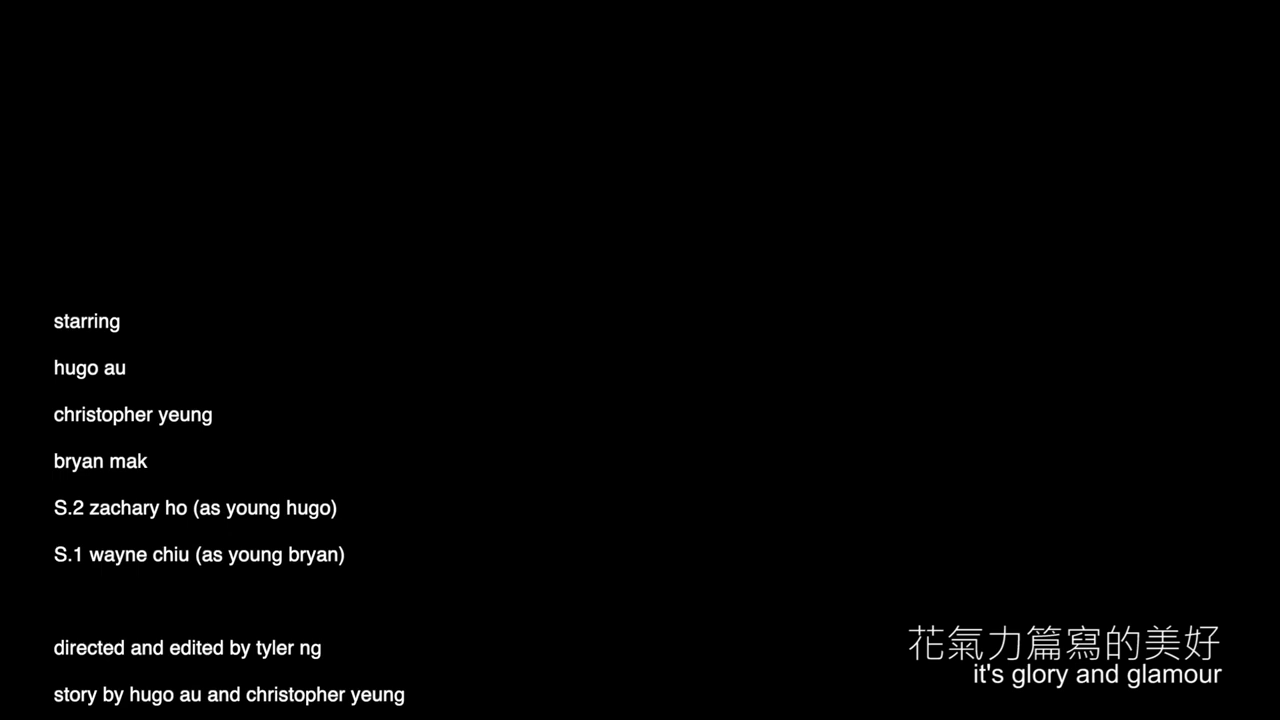 starring
hugo au
christopher yeung
bryan mak
S.2 zachary ho (as young hugo)
S.1 wayne chiu (as young bryan)
directed and edited by tyler ng
story by hugo au and christopher yeung
花氣力篇寫的美好
it's glory and glamour